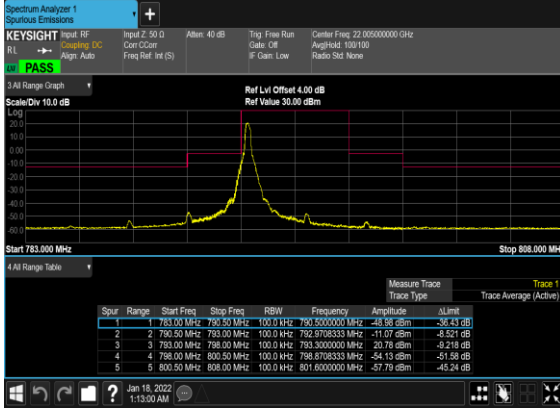 Spectrum Analyzer 1
Spurious Emissions
+
KEYSIGHT Input: RF Input Z: 50 Ω Atten: 40 dB Trig: Free Run Center Freq: 22.005000000 GHz
RL Coupling: DC Corr CCorr Gate: Off Avg|Hold: 100/100
Align: Auto Freq Ref: Int (S) IF Gain: Low Radio Std: None
PASS
3.All Range Graph
Ref Lvl Offset 4.00 dB
Scale/Div 10.0 dB Ref Value 30.00 dBm
Log
20.0
10.0
0.00
-10.0
-20.0
-30.0
-40.0
-50.0
-60.0
Start 783.000 MHz Stop 808.000 MH
4.All Range Table
Measure Trace Trace 1
Trace Type Trace Average (Active)
Spur Range Start Freq Stop Freq RBW Frequency Amplitude ΔLimit
1 1 783.00 MHz 790.50 MHz 100.0 kHz 790.5000000 MHz -48.98 dBm -36.43 dB
2 2 790.50 MHz 793.00 MHz 100.0 kHz 792.9708333 MHz -11.07 dBm -8.521 dB
3 3 793.00 MHz 798.00 MHz 100.0 kHz 793.3000000 MHz 20.78 dBm -9.218 dB
4 4 798.00 MHz 800.50 MHz 100.0 kHz 798.8708333 MHz -54.13 dBm -51.58 dB
5 5 800.50 MHz 808.00 MHz 100.0 kHz 801.6000000 MHz -57.79 dBm -45.24 dB
Jan 18, 2022
1:13:00 AM